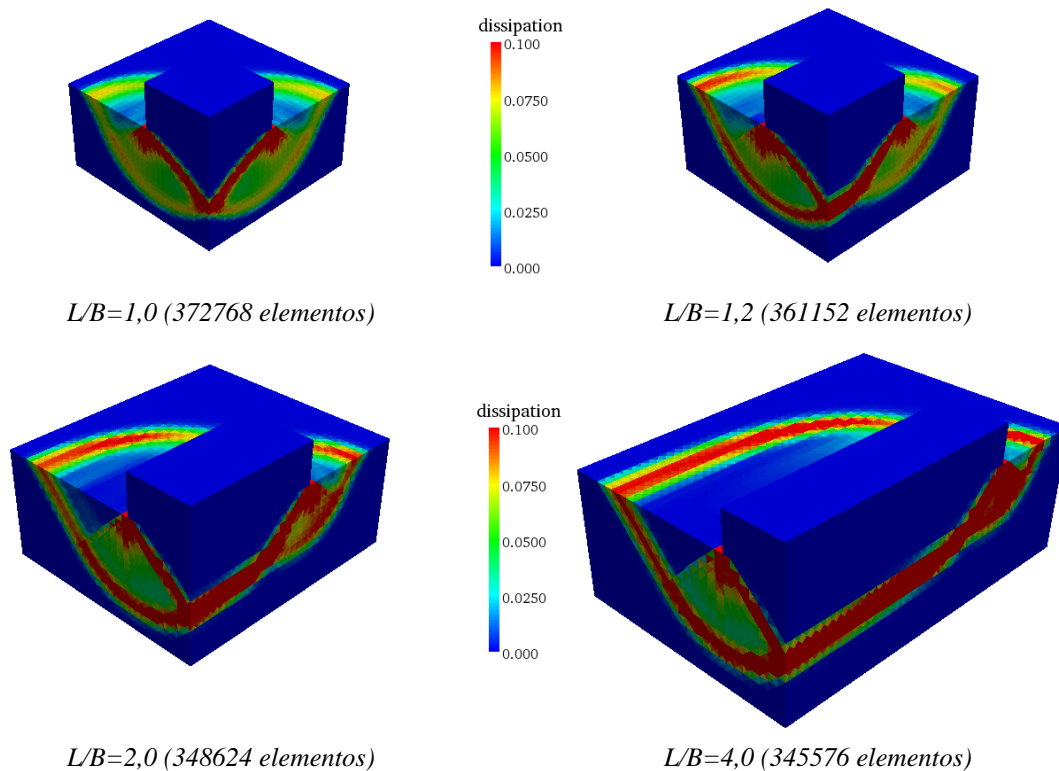 dissipation
0.100
0.0750
0.0500
0.0250
0.000
L/B=1,0 (372768 elementos)
L/B=1,2 (361152 elementos)
dissipation
0.100
0.0750
0.0500
0.0250
0.000
L/B=2,0 (348624 elementos)
L/B=4,0 (345576 elementos)